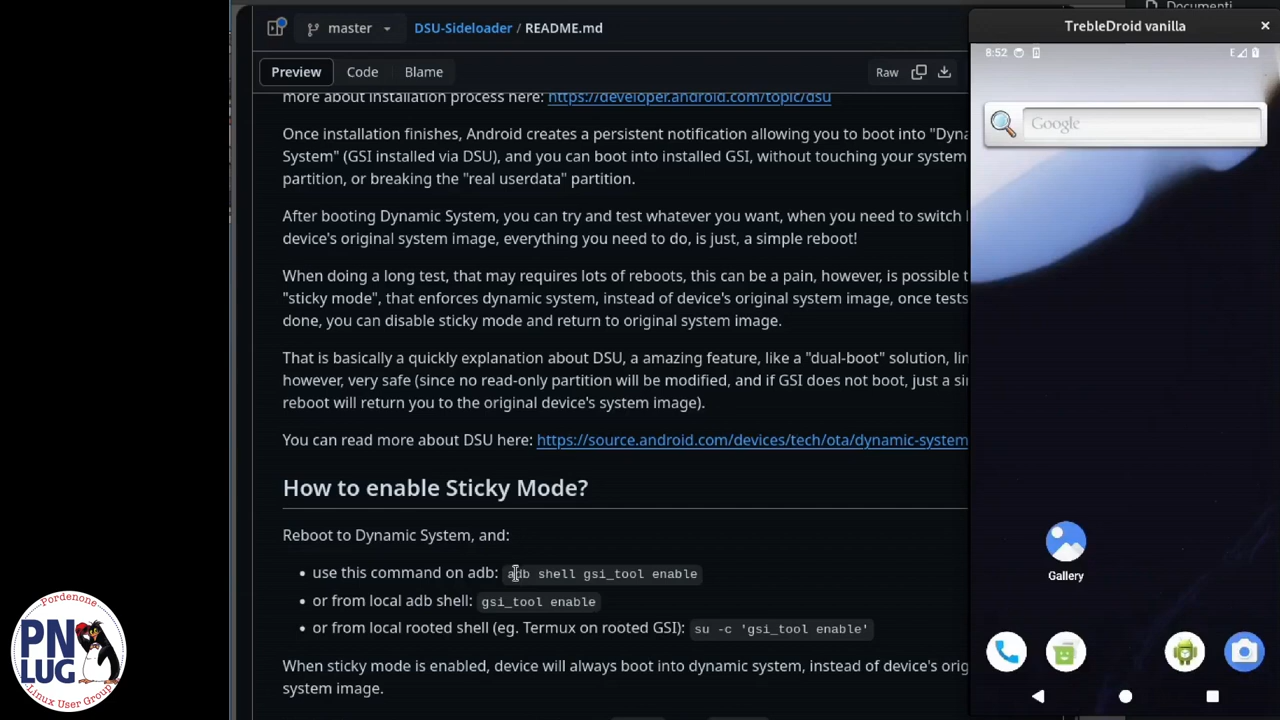 master
DSU-Sideloader / README.md
Preview
Code
Blame
Raw
more about installation process here: https://developer.android.com/topic/dsu
Once installation finishes, Android creates a persistent notification allowing you to boot into "Dyna
System" (GSI installed via DSU), and you can boot into installed GSI, without touching your system
partition, or breaking the "real userdata" partition.
After booting Dynamic System, you can try and test whatever you want, when you need to switch
device's original system image, everything you need to do, is just, a simple reboot!
When doing a long test, that may requires lots of reboots, this can be a pain, however, is possible
"sticky mode", that enforces dynamic system, instead of device's original system image, once tests
done, you can disable sticky mode and return to original system image.
That is basically a quickly explanation about DSU, a amazing feature, like a "dual-boot" solution,
however, very safe (since no read-only partition will be modified, and if GSI does not boot, just a
reboot will return you to the original device's system image).
You can read more about DSU here: https://source.android.com/devices/tech/ota/dynamic-system
How to enable Sticky Mode?
Reboot to Dynamic System, and:
• use this command on adb: adb shell gsi_tool enable
• or from local adb shell: gsi_tool enable
• or from local rooted shell (eg. Termux on rooted GSI): su -c 'gsi_tool enable'
When sticky mode is enabled, device will always boot into dynamic system, instead of device's orig
system image.
Documenti
TrebleDroid vanilla
8:52
Google
Gallery
Pordenone
PN
LUG
Linux User Group